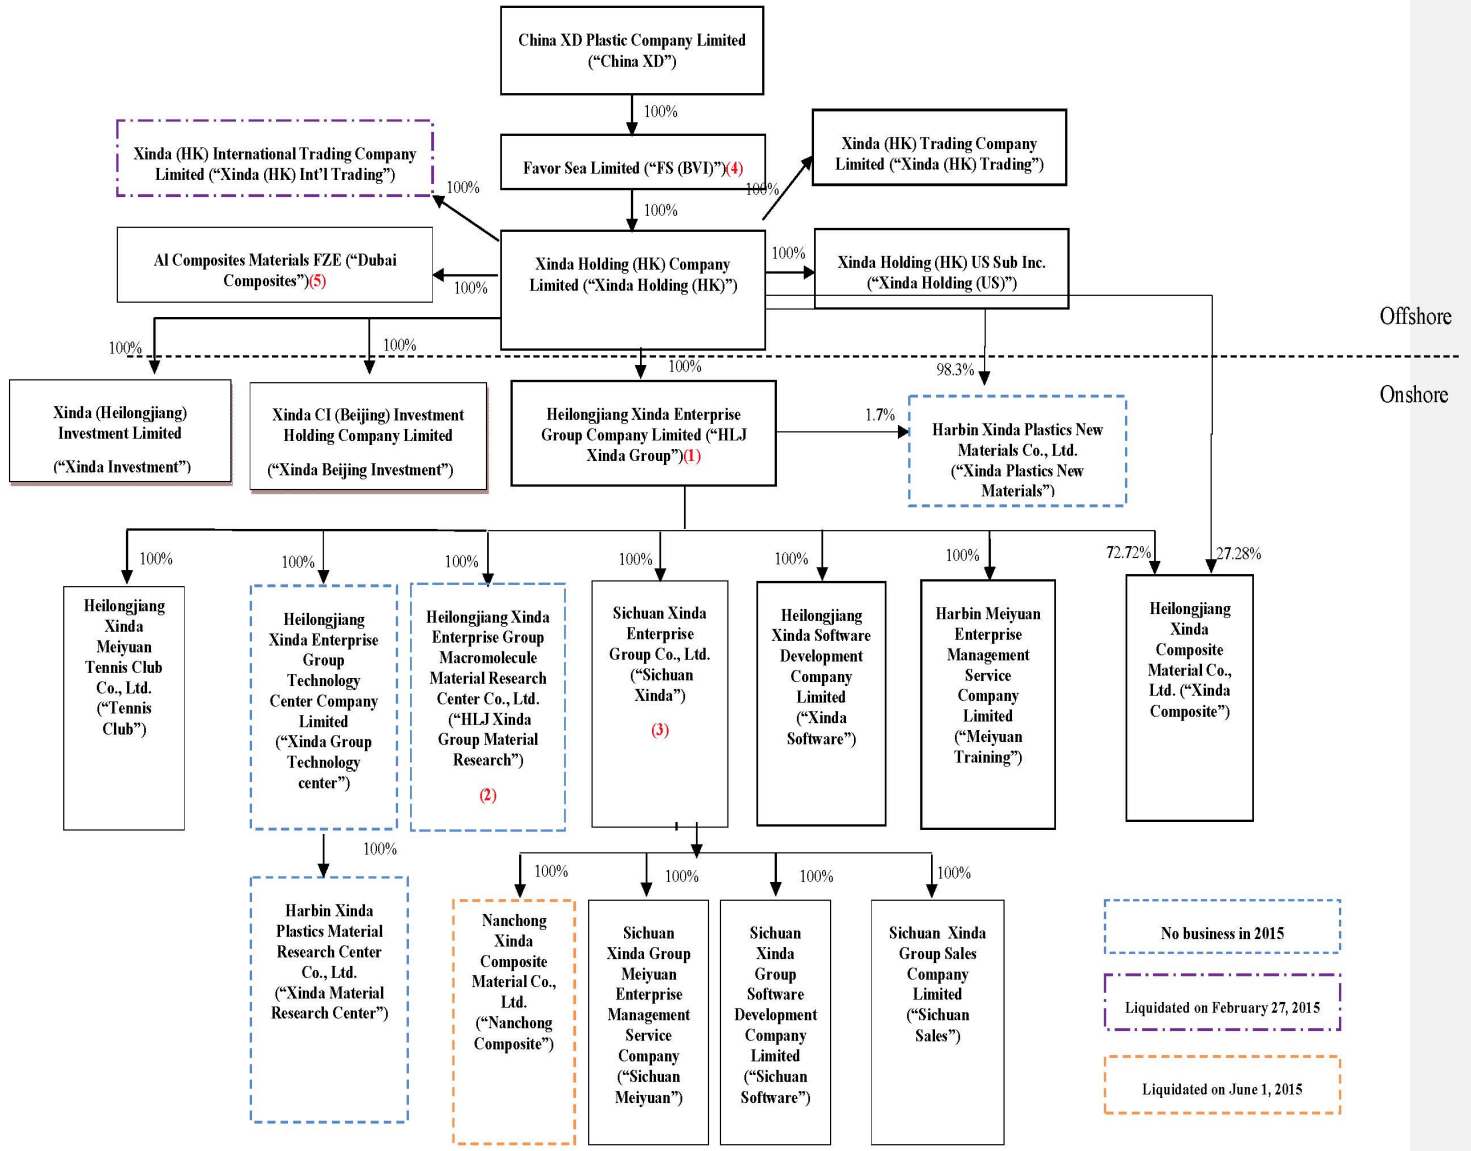 China XD Plastic Company Limited
(“China XD”)
100%
Xinda (HK) International Trading Company
Limited (“Xinda (HK) Int’l Trading”)
100%
Favor Sea Limited (“FS (BVI)”)(4)
100%
Xinda (HK) Trading Company
Limited (“Xinda (HK) Trading”)
100%
Al Composites Materials FZE (“Dubai
Composites”)(5)
100%
Xinda Holding (HK) Company
Limited (“Xinda Holding (HK)”)
100%
Xinda Holding (HK) US Sub Inc.
(“Xinda Holding (US)”)
Offshore
100%
100%
100%
98.3%
Onshore
Xinda (Heilongjiang)
Investment Limited
(“Xinda Investment”)
Xinda CI (Beijing) Investment
Holding Company Limited
(“Xinda Beijing Investment”)
Heilongjiang Xinda Enterprise
Group Company Limited (“HLJ
Xinda Group”)(1)
1.7%
Harbin Xinda Plastics New
Materials Co., Ltd.
(“Xinda Plastics New
Materials”)
100%
100%
100%
100%
100%
100%
72.72%
27.28%
Heilongjiang
Xinda
Meiyuan
Tennis Club
Co., Ltd.
(“Tennis
Club”)
Heilongjiang
Xinda Enterprise
Group
Technology
Center Company
Limited
(“Xinda Group
Technology
center”)
Heilongjiang Xinda
Enterprise Group
Macromolecule
Material Research
Center Co., Ltd.
(“HLJ Xinda
Group Material
Research”)
(2)
Sichuan Xinda
Enterprise
Group Co., Ltd.
(“Sichuan
Xinda”)
(3)
Heilongjiang
Xinda Software
Development
Company
Limited
(“Xinda
Software”)
Harbin Meiyuan
Enterprise
Management
Service
Company
Limited
(“Meiyuan
Training”)
Heilongjiang
Xinda
Composite
Material Co.,
Ltd. (“Xinda
Composite”)
100%
100%
100%
100%
100%
Harbin Xinda
Plastics Material
Research Center
Co., Ltd.
(“Xinda Material
Research Center”)
Nanchong
Xinda
Composite
Material Co.,
Ltd.
(“Nanchong
Composite”)
Sichuan
Xinda Group
Meiyuan
Enterprise
Management
Service
Company
(“Sichuan
Meiyuan”)
Sichuan
Xinda
Group
Software
Development
Company
Limited
(“Sichuan
Software”)
Sichuan Xinda
Group Sales
Company
Limited
(“Sichuan
Sales”)
No business in 2015
Liquidated on February 27, 2015
Liquidated on June 1, 2015